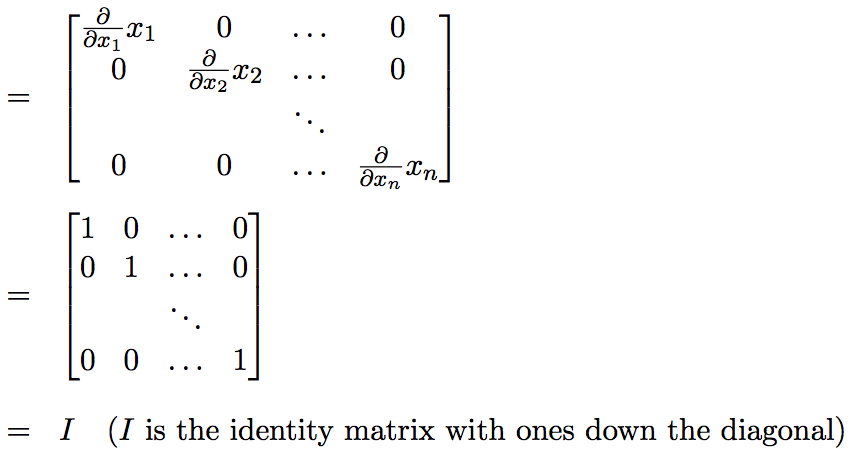 = [ ∂/∂x₁ x₁ 0 … 0
0 ∂/∂x₂ x₂ … 0
⋱
0 0 … ∂/∂xₙ xₙ ]
= [ 1 0 … 0
0 1 … 0
⋱
0 0 … 1 ]
= I (I is the identity matrix with ones down the diagonal)